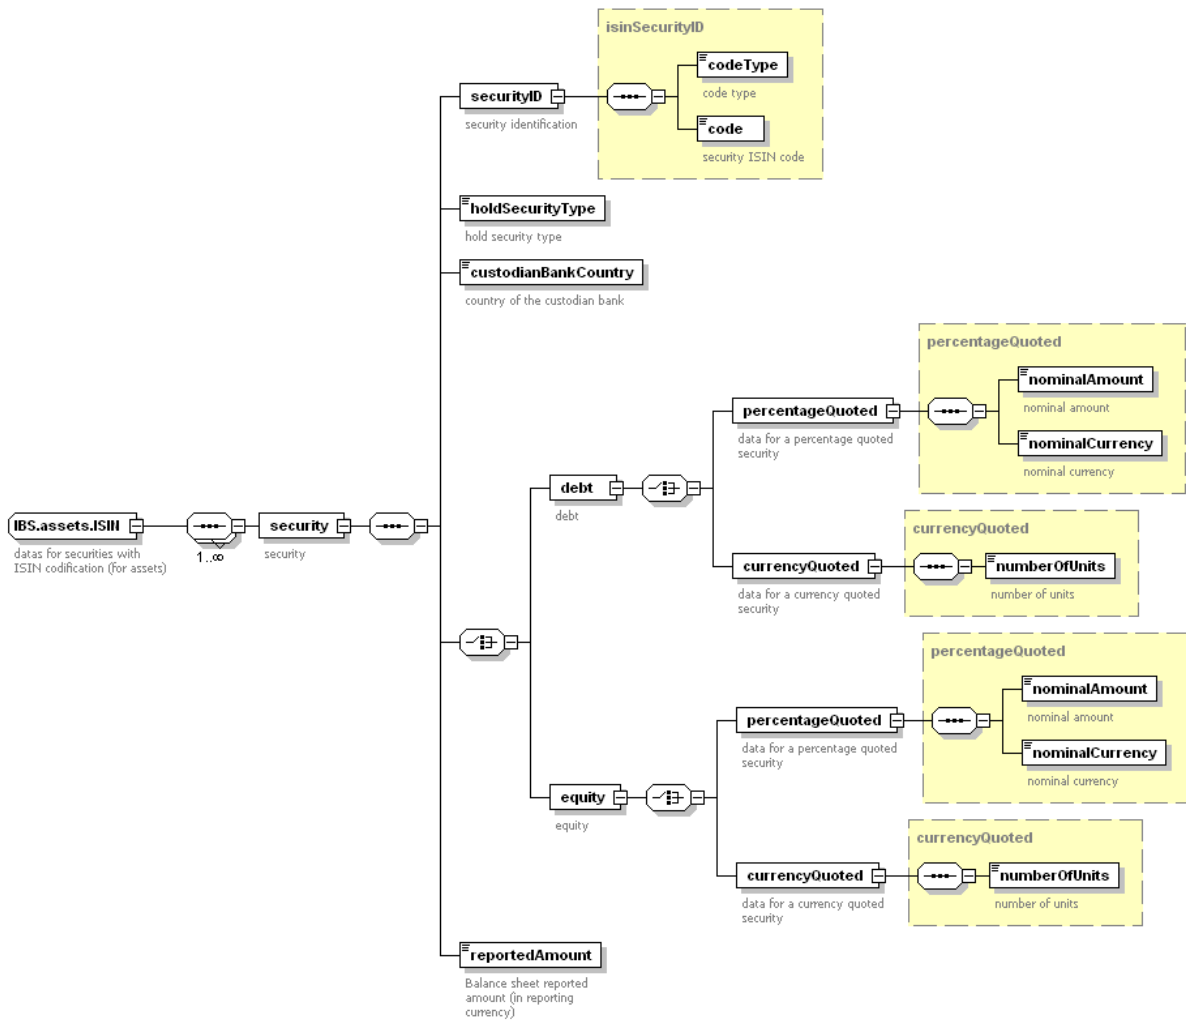 isinSecurityID
codeType
code type
securityID
security identification
code
security ISIN code
holdSecurityType
hold security type
custodianBankCountry
country of the custodian bank
percentageQuoted
nominalAmount
nominal amount
percentageQuoted
data for a percentage quoted
security
nominalCurrency
nominal currency
debt
debt
IBS.assets.ISIN
datas for securities with
ISIN codification (for assets)
1..∞
security
security
currencyQuoted
currencyQuoted
data for a currency quoted
security
numberOfUnits
number of units
percentageQuoted
nominalAmount
nominal amount
percentageQuoted
data for a percentage quoted
security
nominalCurrency
nominal currency
equity
equity
currencyQuoted
currencyQuoted
data for a currency quoted
security
numberOfUnits
number of units
reportedAmount
Balance sheet reported
amount (in reporting
currency)